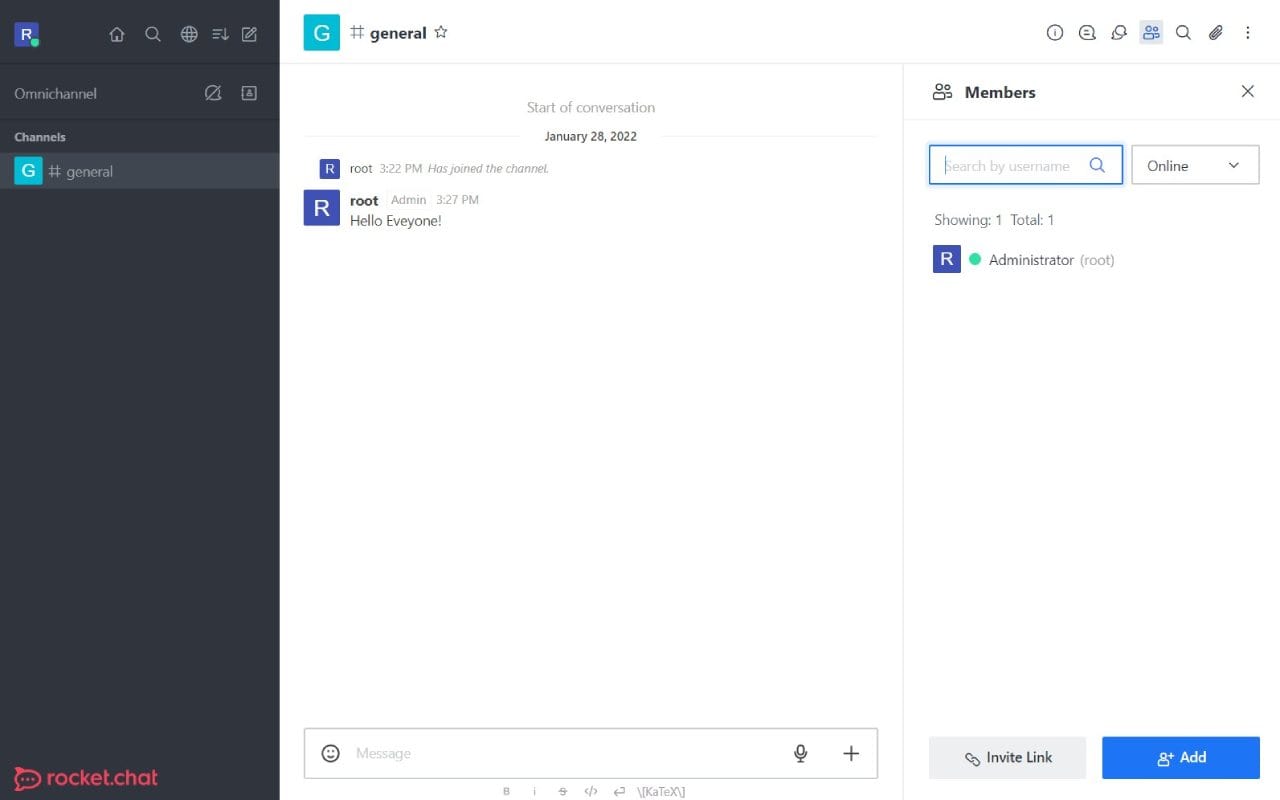 R
Omnichannel
Channels
G general
rocket.chat
G general
Start of conversation
January 28, 2022
R root 3:22 PM Has joined the channel.
R root Admin 3:27 PM
Hello Eveyone!
Message
B i S </> \[KaTeX\]
Members
Search by username
Online
Showing: 1 Total: 1
R Administrator (root)
Invite Link
Add